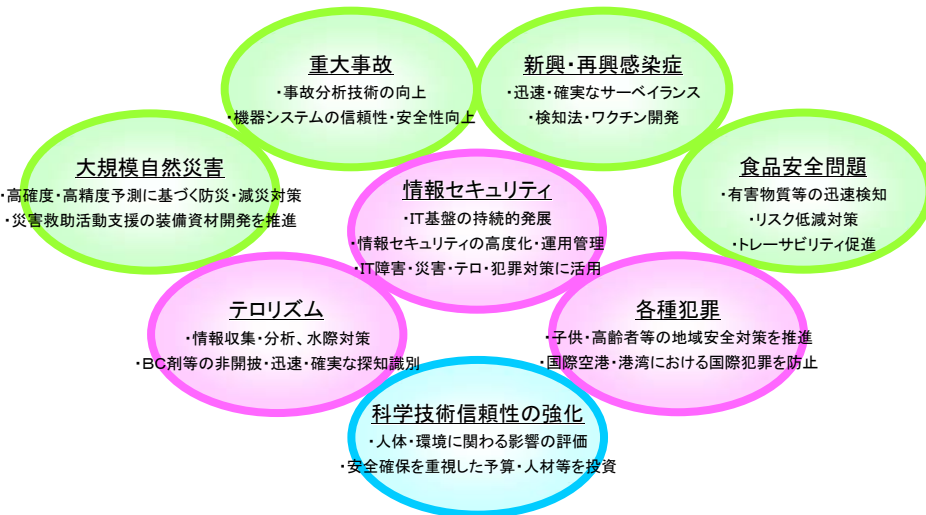 重大事故
・事故分析技術の向上
・機器システムの信頼性・安全性向上
新興・再興感染症
・迅速・確実なサーベイランス
・検知法・ワクチン開発
大規模自然災害
・高確度・高精度予測に基づく防災・減災対策
・災害救助活動支援の装備資材開発を推進
情報セキュリティ
・IT基盤の持続的発展
・情報セキュリティの高度化・運用管理
・IT障害・災害・テロ・犯罪対策に活用
食品安全問題
・有害物質等の迅速検知
・リスク低減対策
・トレーサビリティ促進
テロリズム
・情報収集・分析、水際対策
・BC剤等の非開披・迅速・確実な探知識別
各種犯罪
・子供・高齢者等の地域安全対策を推進
・国際空港・港湾における国際犯罪を防止
科学技術信頼性の強化
・人体・環境に関わる影響の評価
・安全確保を重視した予算・人材等を投資